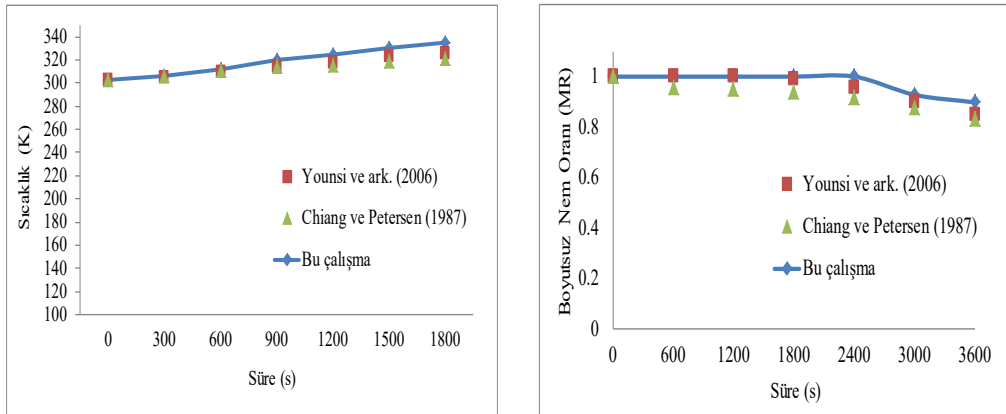 340
320
300
280
260
240
220
200
180
160
140
120
100
Sıcaklık (K)
Younsi ve ark. (2006)
Chiang ve Petersen (1987)
Bu çalışma
0 300 600 900 1200 1500 1800
Süre (s)
1
0.8
0.6
0.4
0.2
0
Boyutsuz Nem Oranı (MR)
Younsi ve ark. (2006)
Chiang ve Petersen (1987)
Bu çalışma
0 600 1200 1800 2400 3000 3600
Süre (s)